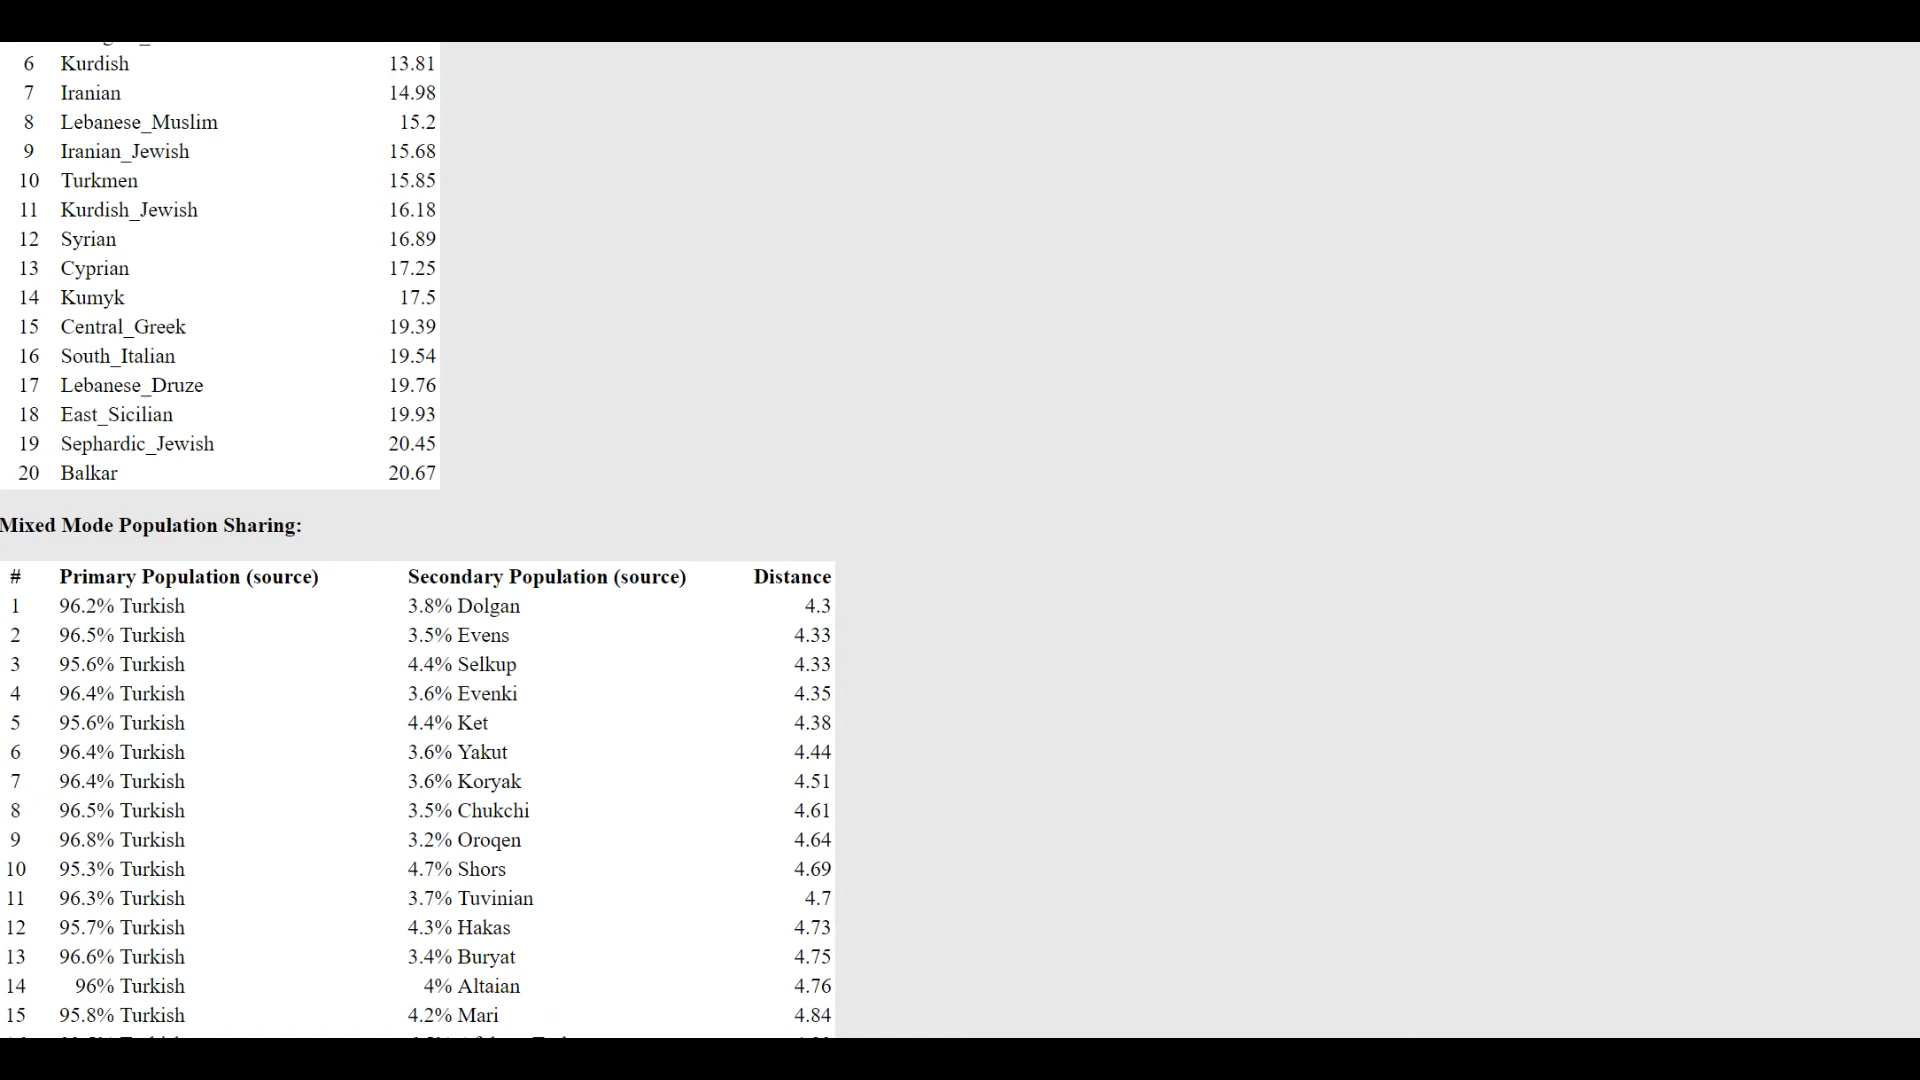 6 Kurdish 13.81
7 Iranian 14.98
8 Lebanese_Muslim 15.2
9 Iranian_Jewish 15.68
10 Turkmen 15.85
11 Kurdish_Jewish 16.18
12 Syrian 16.89
13 Cyprian 17.25
14 Kumyk 17.5
15 Central_Greek 19.39
16 South_Italian 19.54
17 Lebanese_Druze 19.76
18 East_Sicilian 19.93
19 Sephardic_Jewish 20.45
20 Balkar 20.67
Mixed Mode Population Sharing:
# Primary Population (source) Secondary Population (source) Distance
1 96.2% Turkish 3.8% Dolgan 4.3
2 96.5% Turkish 3.5% Evens 4.33
3 95.6% Turkish 4.4% Selkup 4.33
4 96.4% Turkish 3.6% Evenki 4.35
5 95.6% Turkish 4.4% Ket 4.38
6 96.4% Turkish 3.6% Yakut 4.44
7 96.4% Turkish 3.6% Koryak 4.51
8 96.5% Turkish 3.5% Chukchi 4.61
9 96.8% Turkish 3.2% Oroqen 4.64
10 95.3% Turkish 4.7% Shors 4.69
11 96.3% Turkish 3.7% Tuvinian 4.7
12 95.7% Turkish 4.3% Hakas 4.73
13 96.6% Turkish 3.4% Buryat 4.75
14 96% Turkish 4% Altaian 4.76
15 95.8% Turkish 4.2% Mari 4.84